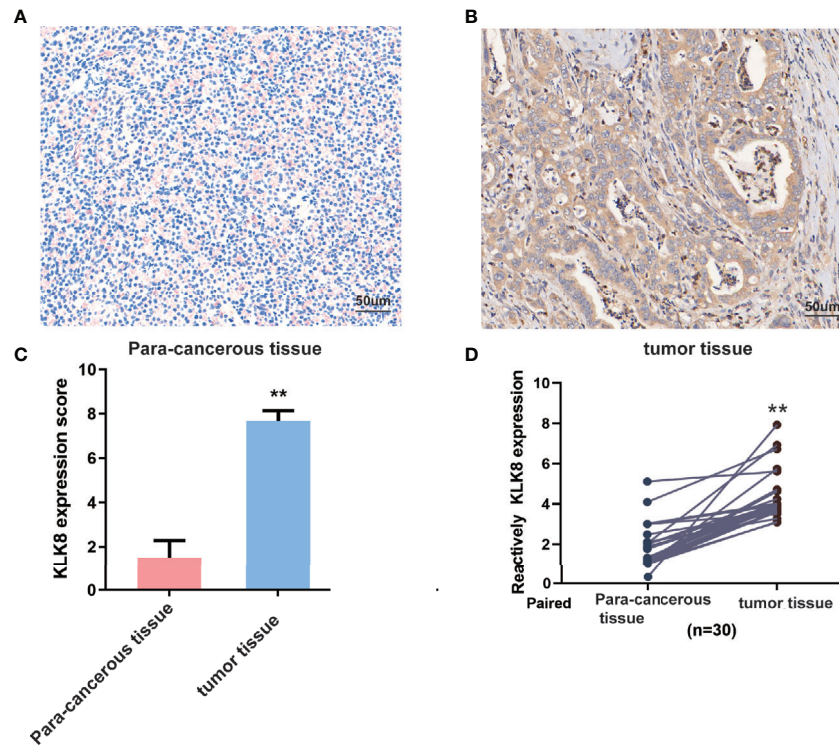 A
B
50um
50um
Para-cancerous tissue
tumor tissue
C
KLK8 expression score
10
8
6
4
2
0
**
Para-cancerous tissue
tumor tissue
D
Reactively KLK8 expression
10
8
6
4
2
0
**
Paired
Para-cancerous
tissue
tumor tissue
(n=30)